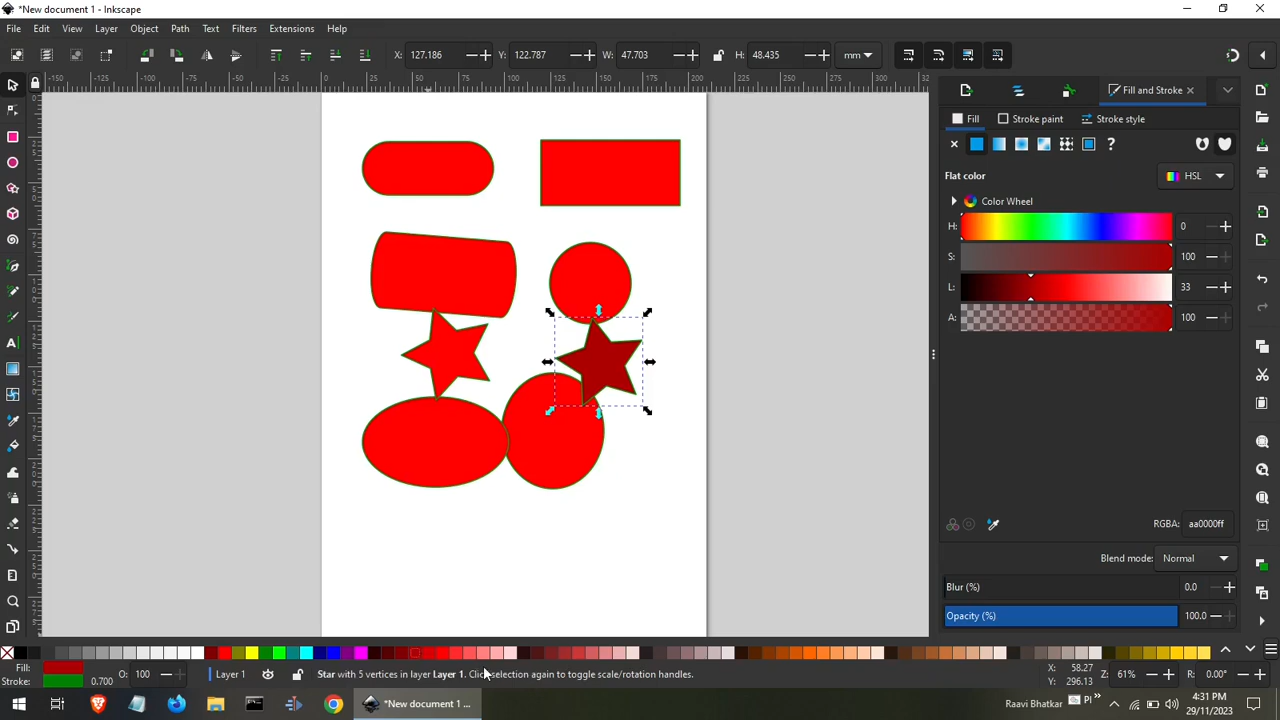 *New document 1 - Inkscape
File Edit View Layer Object Path Text Filters Extensions Help
X: 127.186 Y: 122.787 W: 47.703 H: 48.435 mm
Fill and Stroke
Fill Stroke paint Stroke style
?
Flat color HSL
Color Wheel
H: 0
S: 100
L: 33
A: 100
RGBA: aa0000ff
Blend mode: Normal
Blur (%) 0.0
Opacity (%) 100.0
Fill:
Stroke: 0.700 O: 100 Layer 1 Star with 5 vertices in layer Layer 1. Click selection again to toggle scale/rotation handles. X: 58.27 Y: 296.13 Z: 61% R: 0.00°
*New document 1 ... Raavi Bhatkar 4:31 PM
29/11/2023